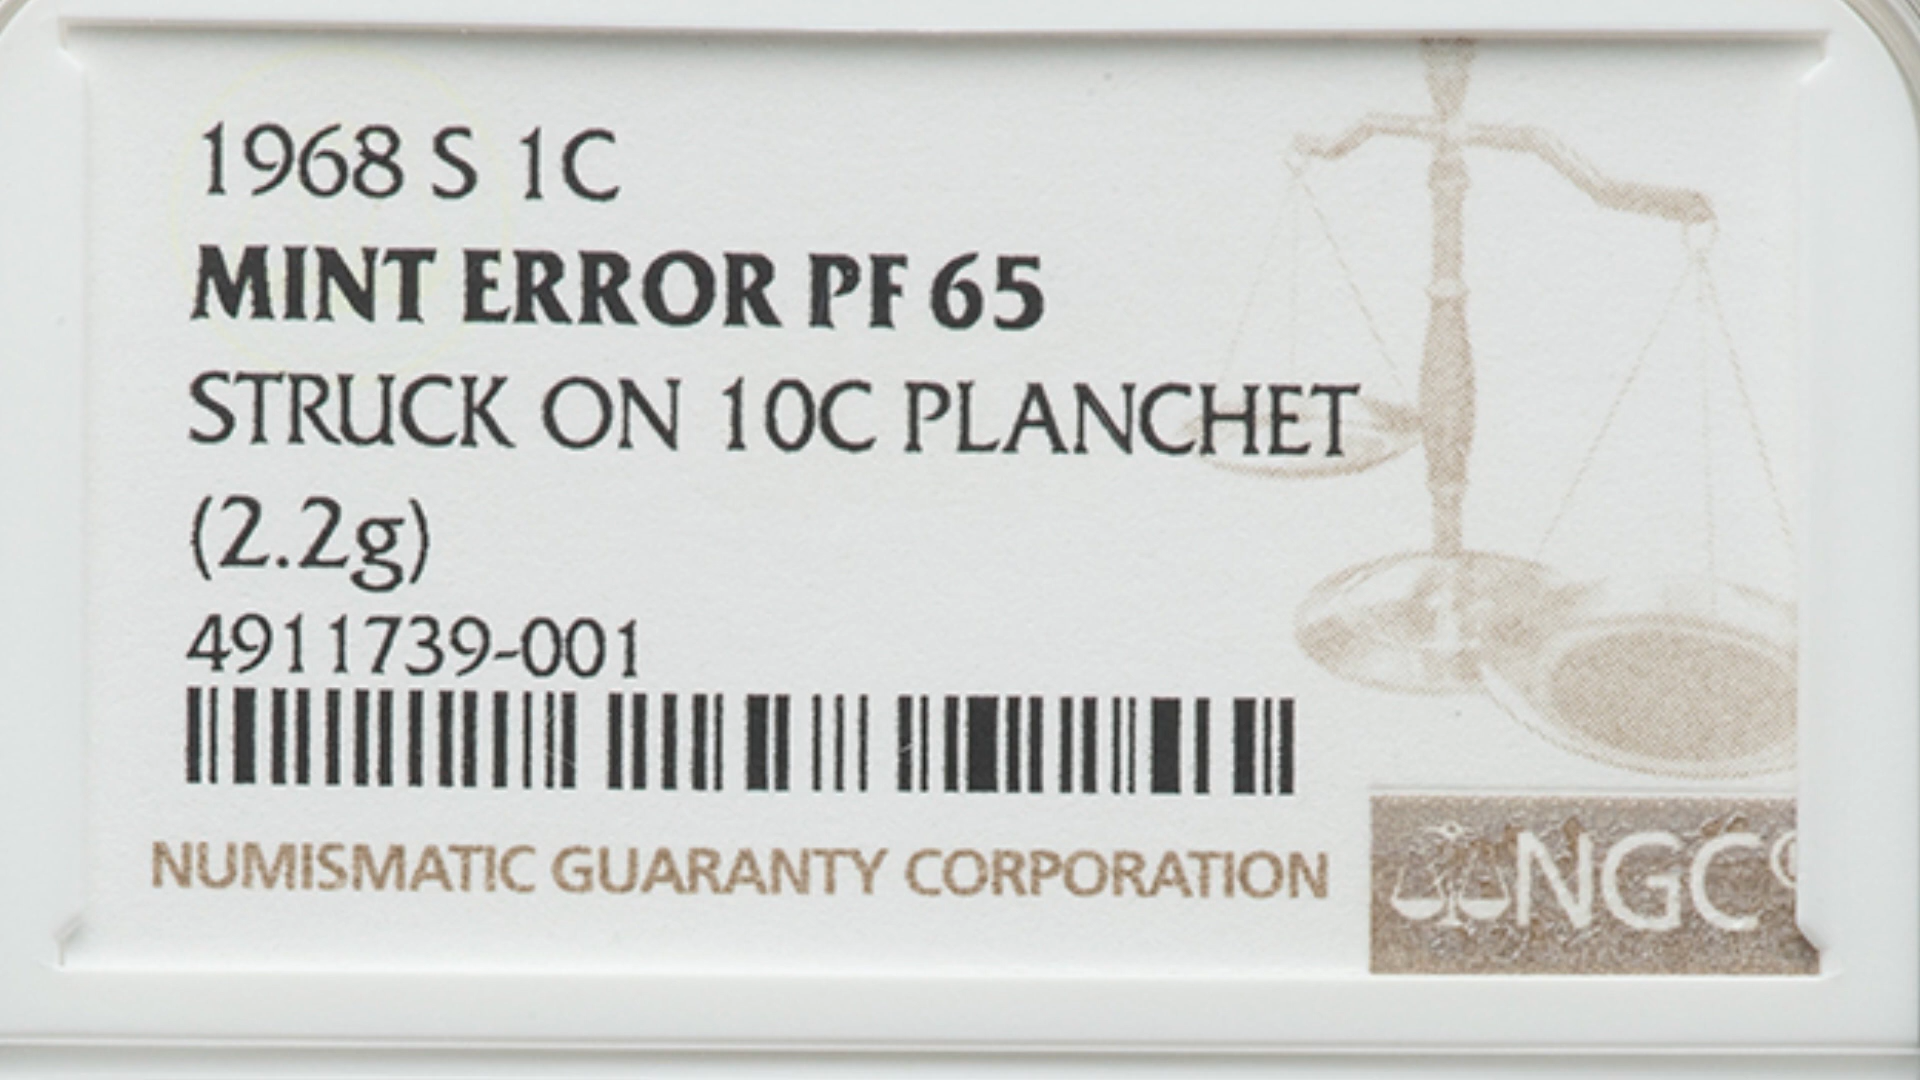 1968 S 1C
MINT ERROR PF 65
STRUCK ON 10C PLANCHET
(2.2g)
4911739-001
NUMISMATIC GUARANTY CORPORATION
NGC®